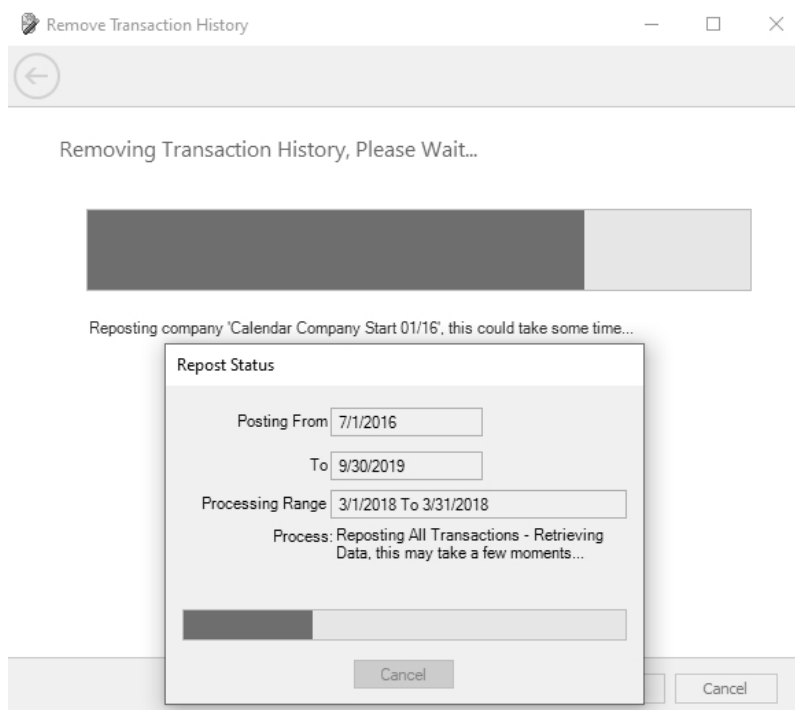 Remove Transaction History
Removing Transaction History, Please Wait...
Reposting company 'Calendar Company Start 01/16', this could take some time...
Repost Status
Posting From 7/1/2016
To 9/30/2019
Processing Range 3/1/2018 To 3/31/2018
Process: Reposting All Transactions - Retrieving
Data, this may take a few moments...
Cancel
Cancel